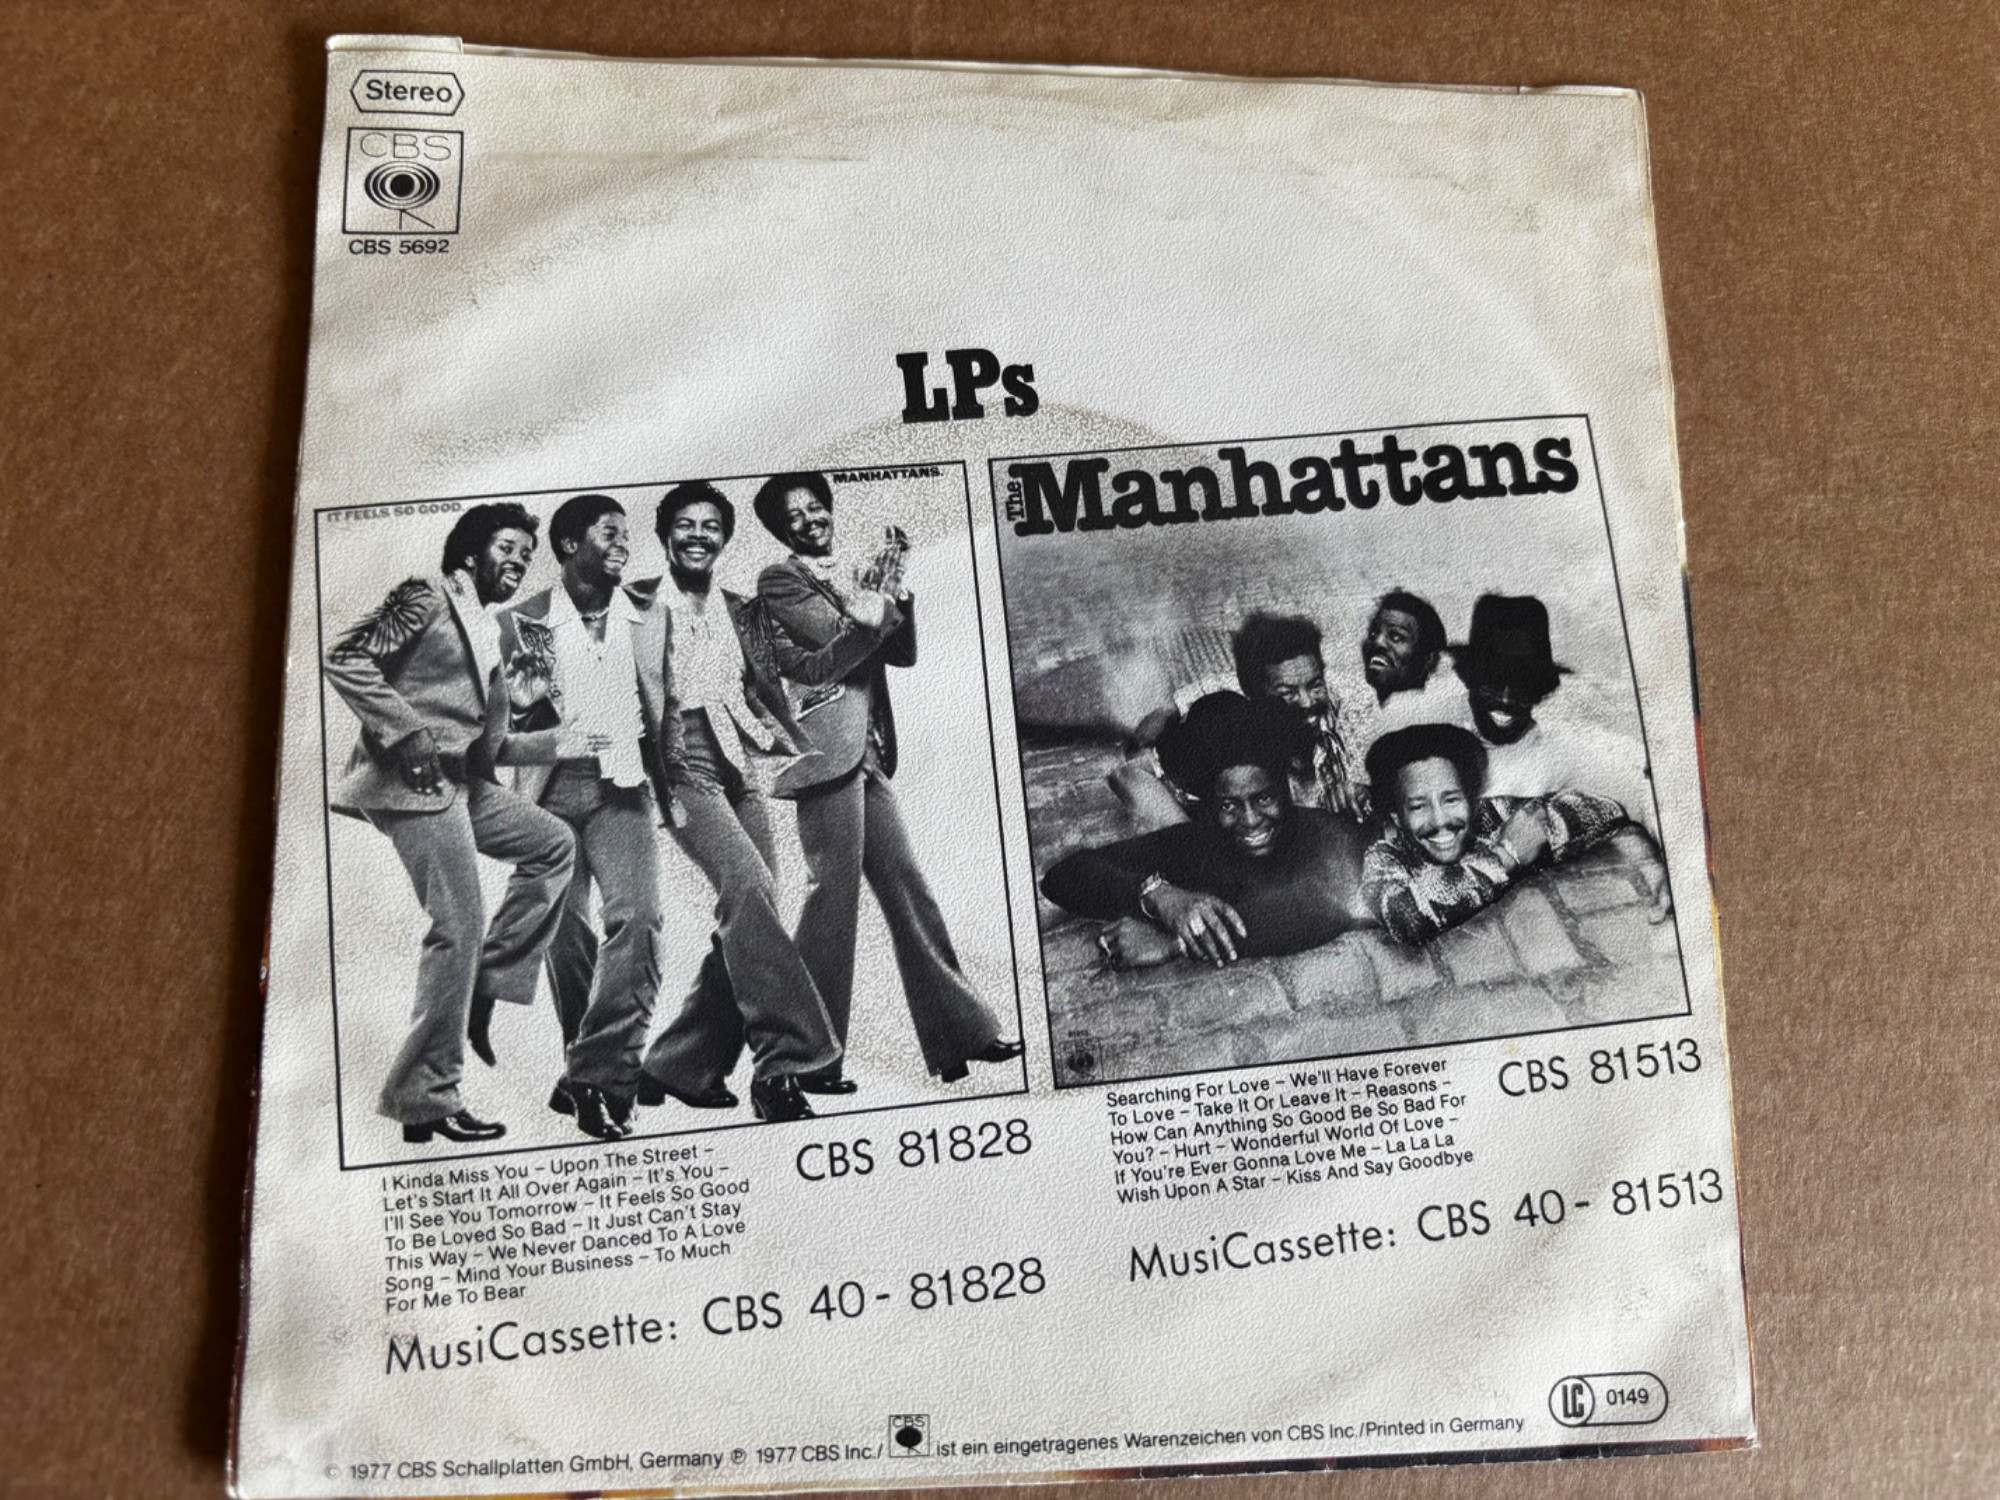 Stereo
CBS
CBS 5692
LPs
IT FEELS SO GOOD.
MANHATTANS.
The Manhattans
I Kinda Miss You – Upon The Street –
Let's Start It All Over Again – It's You –
I'll See You Tomorrow – It Feels So Good
To Be Loved So Bad – It Just Can't Stay
This Way – We Never Danced To A Love
Song – Mind Your Business – To Much
For Me To Bear
CBS 81828
MusiCassette: CBS 40- 81828
Searching For Love – We'll Have Forever
To Love – Take It Or Leave It – Reasons –
How Can Anything So Good Be So Bad For
You? – Hurt – Wonderful World Of Love –
If You're Ever Gonna Love Me – La La La
Wish Upon A Star – Kiss And Say Goodbye
CBS 81513
MusiCassette: CBS 40- 81513
LC 0149
© 1977 CBS Schallplatten GmbH, Germany ℗ 1977 CBS Inc./ CBS ist ein eingetragenes Warenzeichen von CBS Inc./Printed in Germany